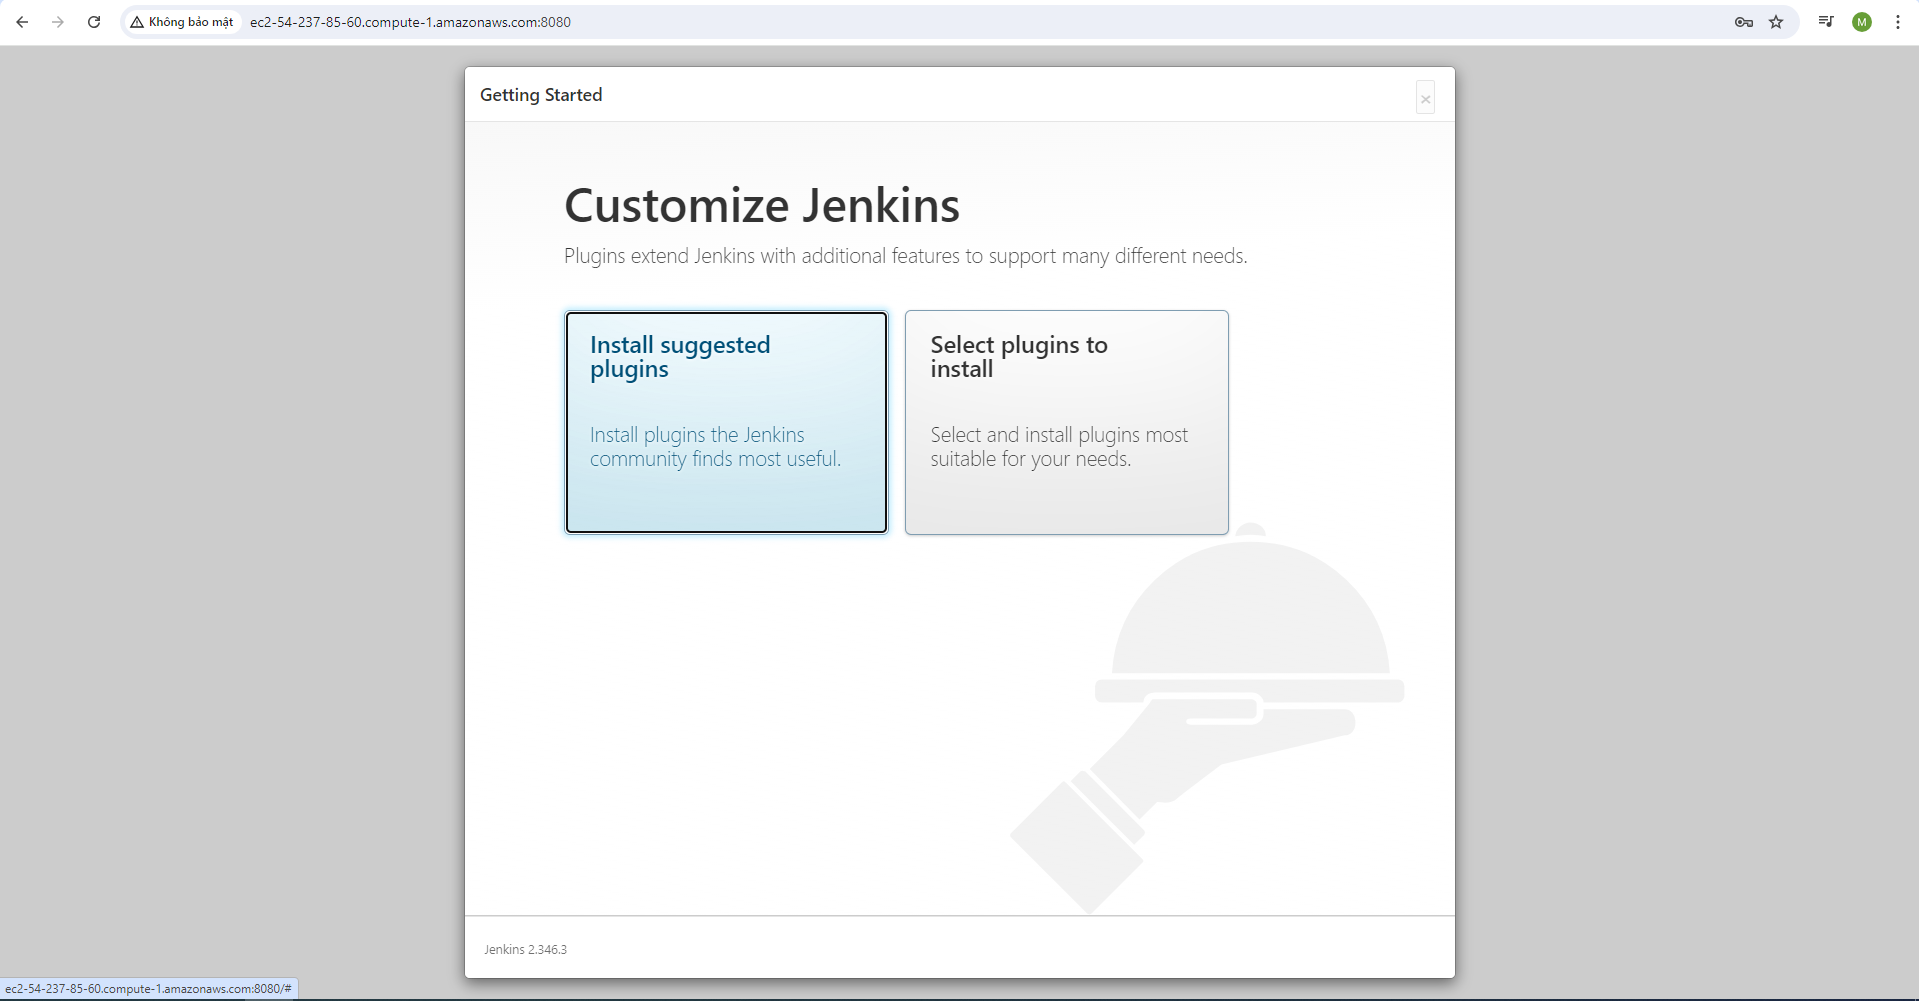 Không bảo mật
ec2-54-237-85-60.compute-1.amazonaws.com:8080
M
Getting Started
×
Customize Jenkins
Plugins extend Jenkins with additional features to support many different needs.
Install suggested
plugins
Install plugins the Jenkins
community finds most useful.
Select plugins to
install
Select and install plugins most
suitable for your needs.
Jenkins 2.346.3
ec2-54-237-85-60.compute-1.amazonaws.com:8080/#